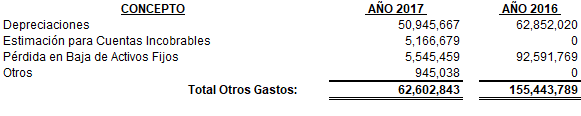 CONCEPTO AÑO 2017 AÑO 2016
Depreciaciones 50,945,667 62,852,020
Estimación para Cuentas Incobrables 5,166,679 0
Pérdida en Baja de Activos Fijos 5,545,459 92,591,769
Otros 945,038 0
Total Otros Gastos: 62,602,843 155,443,789